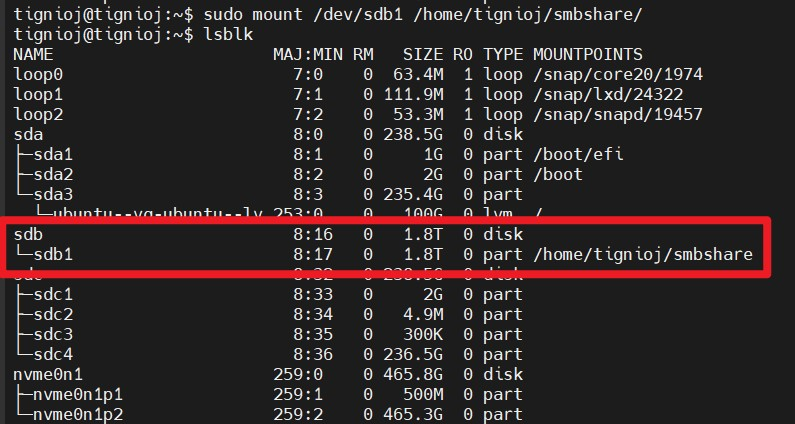 tignioj@tignioj:~$ sudo mount /dev/sdb1 /home/tignioj/smbshare/
tignioj@tignioj:~$ lsblk
NAME MAJ:MIN RM SIZE RO TYPE MOUNTPOINTS
loop0 7:0 0 63.4M 1 loop /snap/core20/1974
loop1 7:1 0 111.9M 1 loop /snap/lxd/24322
loop2 7:2 0 53.3M 1 loop /snap/snapd/19457
sda 8:0 0 238.5G 0 disk
├─sda1 8:1 0 1G 0 part /boot/efi
├─sda2 8:2 0 2G 0 part /boot
└─sda3 8:3 0 235.4G 0 part
└─ubuntu--vg-ubuntu--lv 253:0 0 100G 0 lvm /
sdb 8:16 0 1.8T 0 disk
└─sdb1 8:17 0 1.8T 0 part /home/tignioj/smbshare
sdc 8:32 0 238.5G 0 disk
├─sdc1 8:33 0 2G 0 part
├─sdc2 8:34 0 4.9M 0 part
├─sdc3 8:35 0 300K 0 part
└─sdc4 8:36 0 236.5G 0 part
nvme0n1 259:0 0 465.8G 0 disk
├─nvme0n1p1 259:1 0 500M 0 part
└─nvme0n1p2 259:2 0 465.3G 0 part